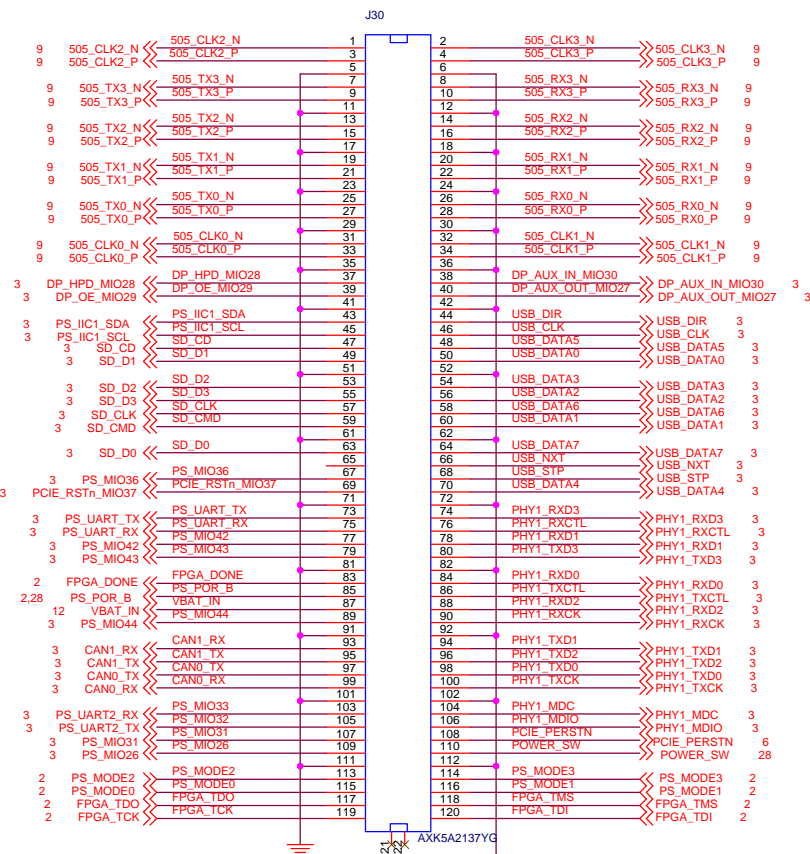 J30
9 505_CLK2_N 505_CLK2_N 1 2 505_CLK3_N 505_CLK3_N 9
9 505_CLK2_P 505_CLK2_P 3 4 505_CLK3_P 505_CLK3_P 9
5 6
9 505_TX3_N 505_TX3_N 7 8 505_RX3_N 505_RX3_N 9
9 505_TX3_P 505_TX3_P 9 10 505_RX3_P 505_RX3_P 9
11 12
9 505_TX2_N 505_TX2_N 13 14 505_RX2_N 505_RX2_N 9
9 505_TX2_P 505_TX2_P 15 16 505_RX2_P 505_RX2_P 9
17 18
9 505_TX1_N 505_TX1_N 19 20 505_RX1_N 505_RX1_N 9
9 505_TX1_P 505_TX1_P 21 22 505_RX1_P 505_RX1_P 9
23 24
9 505_TX0_N 505_TX0_N 25 26 505_RX0_N 505_RX0_N 9
9 505_TX0_P 505_TX0_P 27 28 505_RX0_P 505_RX0_P 9
29 30
9 505_CLK0_N 505_CLK0_N 31 32 505_CLK1_N 505_CLK1_N 9
9 505_CLK0_P 505_CLK0_P 33 34 505_CLK1_P 505_CLK1_P 9
35 36
3 DP_HPD_MIO28 DP_HPD_MIO28 37 38 DP_AUX_IN_MIO30 DP_AUX_IN_MIO30 3
3 DP_OE_MIO29 DP_OE_MIO29 39 40 DP_AUX_OUT_MIO27 DP_AUX_OUT_MIO27 3
41 42
3 PS_IIC1_SDA PS_IIC1_SDA 43 44 USB_DIR USB_DIR 3
3 PS_IIC1_SCL PS_IIC1_SCL 45 46 USB_CLK USB_CLK 3
3 SD_CD SD_CD 47 48 USB_DATA5 USB_DATA5 3
3 SD_D1 SD_D1 49 50 USB_DATA0 USB_DATA0 3
51 52
3 SD_D2 SD_D2 53 54 USB_DATA3 USB_DATA3 3
3 SD_D3 SD_D3 55 56 USB_DATA2 USB_DATA2 3
3 SD_CLK SD_CLK 57 58 USB_DATA6 USB_DATA6 3
3 SD_CMD SD_CMD 59 60 USB_DATA1 USB_DATA1 3
61 62
3 SD_D0 SD_D0 63 64 USB_DATA7 USB_DATA7 3
65 66 USB_NXT USB_NXT 3
3 PS_MIO36 PS_MIO36 67 68 USB_STP USB_STP 3
3 PCIE_RSTn_MIO37 PCIE_RSTn_MIO37 69 70 USB_DATA4 USB_DATA4 3
71 72
3 PS_UART_TX PS_UART_TX 73 74 PHY1_RXD3 PHY1_RXD3 3
3 PS_UART_RX PS_UART_RX 75 76 PHY1_RXCTL PHY1_RXCTL 3
3 PS_MIO42 PS_MIO42 77 78 PHY1_RXD1 PHY1_RXD1 3
3 PS_MIO43 PS_MIO43 79 80 PHY1_TXD3 PHY1_TXD3 3
81 82
2 FPGA_DONE FPGA_DONE 83 84 PHY1_RXD0 PHY1_RXD0 3
2,28 PS_POR_B PS_POR_B 85 86 PHY1_TXCTL PHY1_TXCTL 3
12 VBAT_IN VBAT_IN 87 88 PHY1_RXD2 PHY1_RXD2 3
3 PS_MIO44 PS_MIO44 89 90 PHY1_RXCK PHY1_RXCK 3
91 92
3 CAN1_RX CAN1_RX 93 94 PHY1_TXD1 PHY1_TXD1 3
3 CAN1_TX CAN1_TX 95 96 PHY1_TXD2 PHY1_TXD2 3
3 CAN0_TX CAN0_TX 97 98 PHY1_TXD0 PHY1_TXD0 3
3 CAN0_RX CAN0_RX 99 100 PHY1_TXCK PHY1_TXCK 3
101 102
3 PS_UART2_RX PS_MIO33 103 104 PHY1_MDC PHY1_MDC 3
3 PS_UART2_TX PS_MIO32 105 106 PHY1_MDIO PHY1_MDIO 3
3 PS_MIO31 PS_MIO31 107 108 PCIE_PERSTN PCIE_PERSTN 6
3 PS_MIO26 PS_MIO26 109 110 POWER_SW POWER_SW 28
111 112
2 PS_MODE2 PS_MODE2 113 114 PS_MODE3 PS_MODE3 2
2 PS_MODE0 PS_MODE0 115 116 PS_MODE1 PS_MODE1 2
2 FPGA_TDO FPGA_TDO 117 118 FPGA_TMS FPGA_TMS 2
2 FPGA_TCK FPGA_TCK 119 120 FPGA_TDI FPGA_TDI 2
AXK5A2137YG